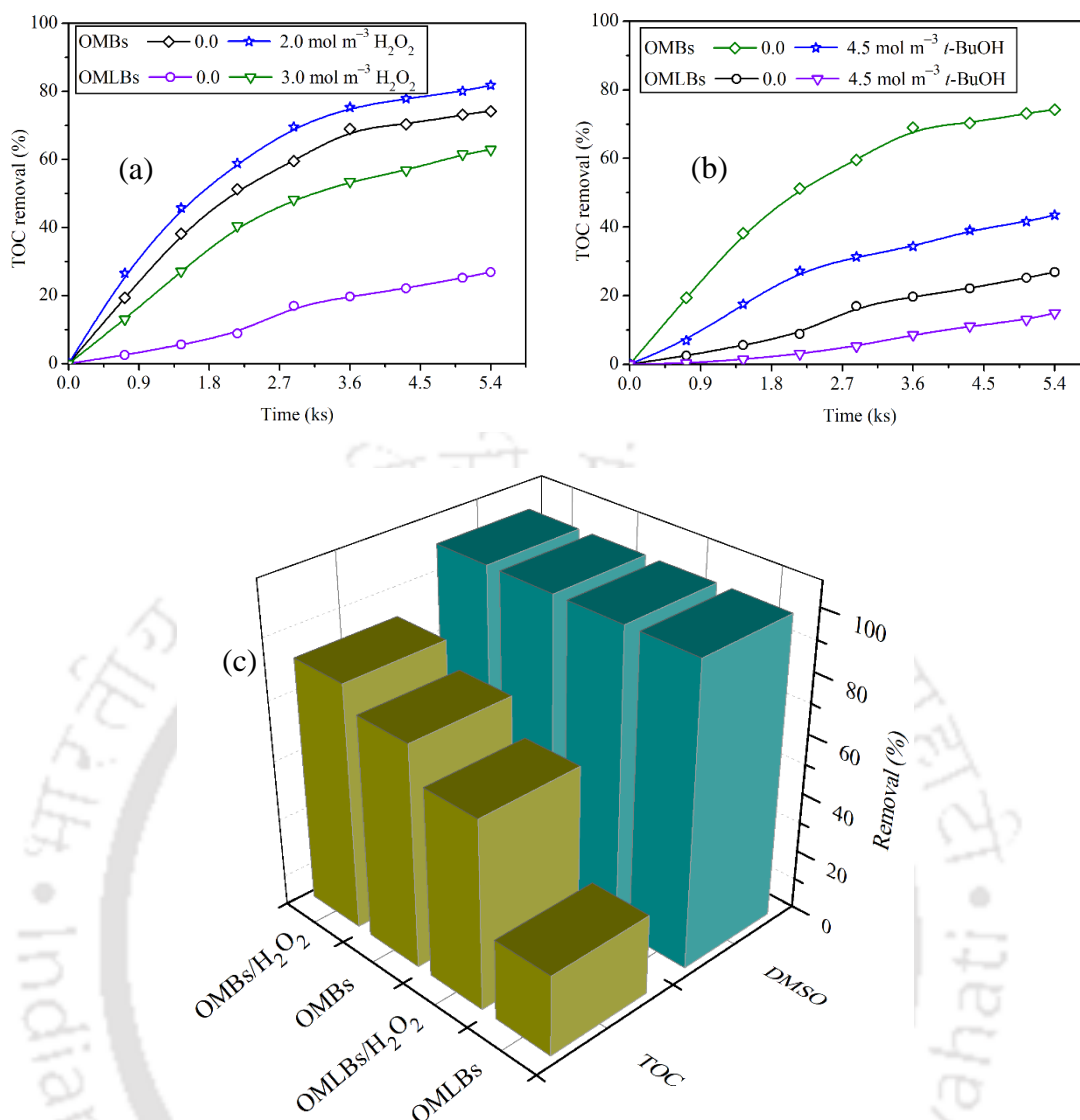 OMBs 0.0 2.0 mol m⁻³ H₂O₂
OMLBs 0.0 3.0 mol m⁻³ H₂O₂
(a)
TOC removal (%)
100
80
60
40
20
0
0.0 0.9 1.8 2.7 3.6 4.5 5.4
Time (ks)
OMBs 0.0 4.5 mol m⁻³ t-BuOH
OMLBs 0.0 4.5 mol m⁻³ t-BuOH
(b)
TOC removal (%)
100
80
60
40
20
0
0.0 0.9 1.8 2.7 3.6 4.5 5.4
Time (ks)
(c)
100
80
60
40
20
0
Removal (%)
OMBs/H₂O₂
OMBs
OMLBs/H₂O₂
OMLBs
TOC
DMSO